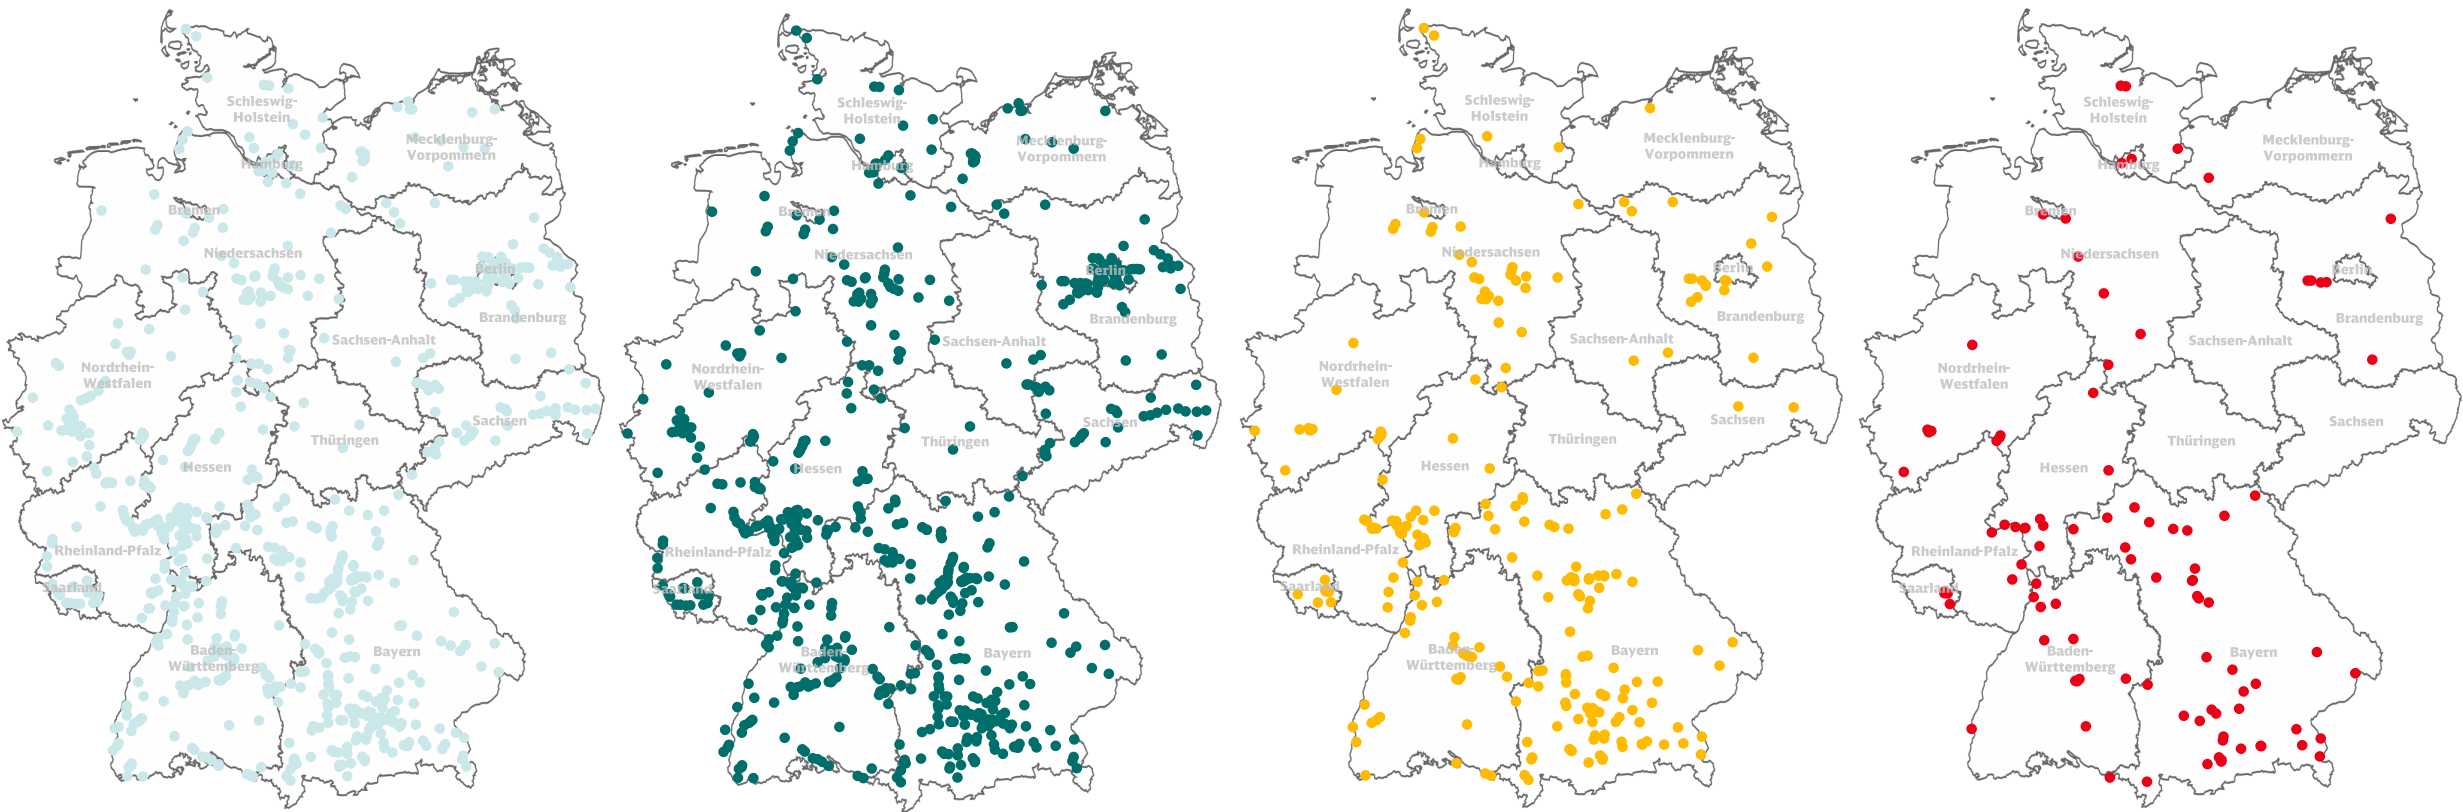 Schleswig-
Holstein
Mecklenburg-
Vorpommern
Hamburg
Bremen
Niedersachsen
Berlin
Brandenburg
Sachsen-Anhalt
Nordrhein-
Westfalen
Sachsen
Thüringen
Hessen
Rheinland-Pfalz
Saarland
Baden-
Württemberg
Bayern
Schleswig-
Holstein
Mecklenburg-
Vorpommern
Hamburg
Bremen
Niedersachsen
Berlin
Brandenburg
Sachsen-Anhalt
Nordrhein-
Westfalen
Sachsen
Thüringen
Hessen
Rheinland-Pfalz
Saarland
Baden-
Württemberg
Bayern
Schleswig-
Holstein
Mecklenburg-
Vorpommern
Hamburg
Bremen
Niedersachsen
Berlin
Brandenburg
Sachsen-Anhalt
Nordrhein-
Westfalen
Sachsen
Thüringen
Hessen
Rheinland-Pfalz
Saarland
Baden-
Württemberg
Bayern
Schleswig-
Holstein
Mecklenburg-
Vorpommern
Hamburg
Bremen
Niedersachsen
Berlin
Brandenburg
Sachsen-Anhalt
Nordrhein-
Westfalen
Sachsen
Thüringen
Hessen
Rheinland-Pfalz
Saarland
Baden-
Württemberg
Bayern